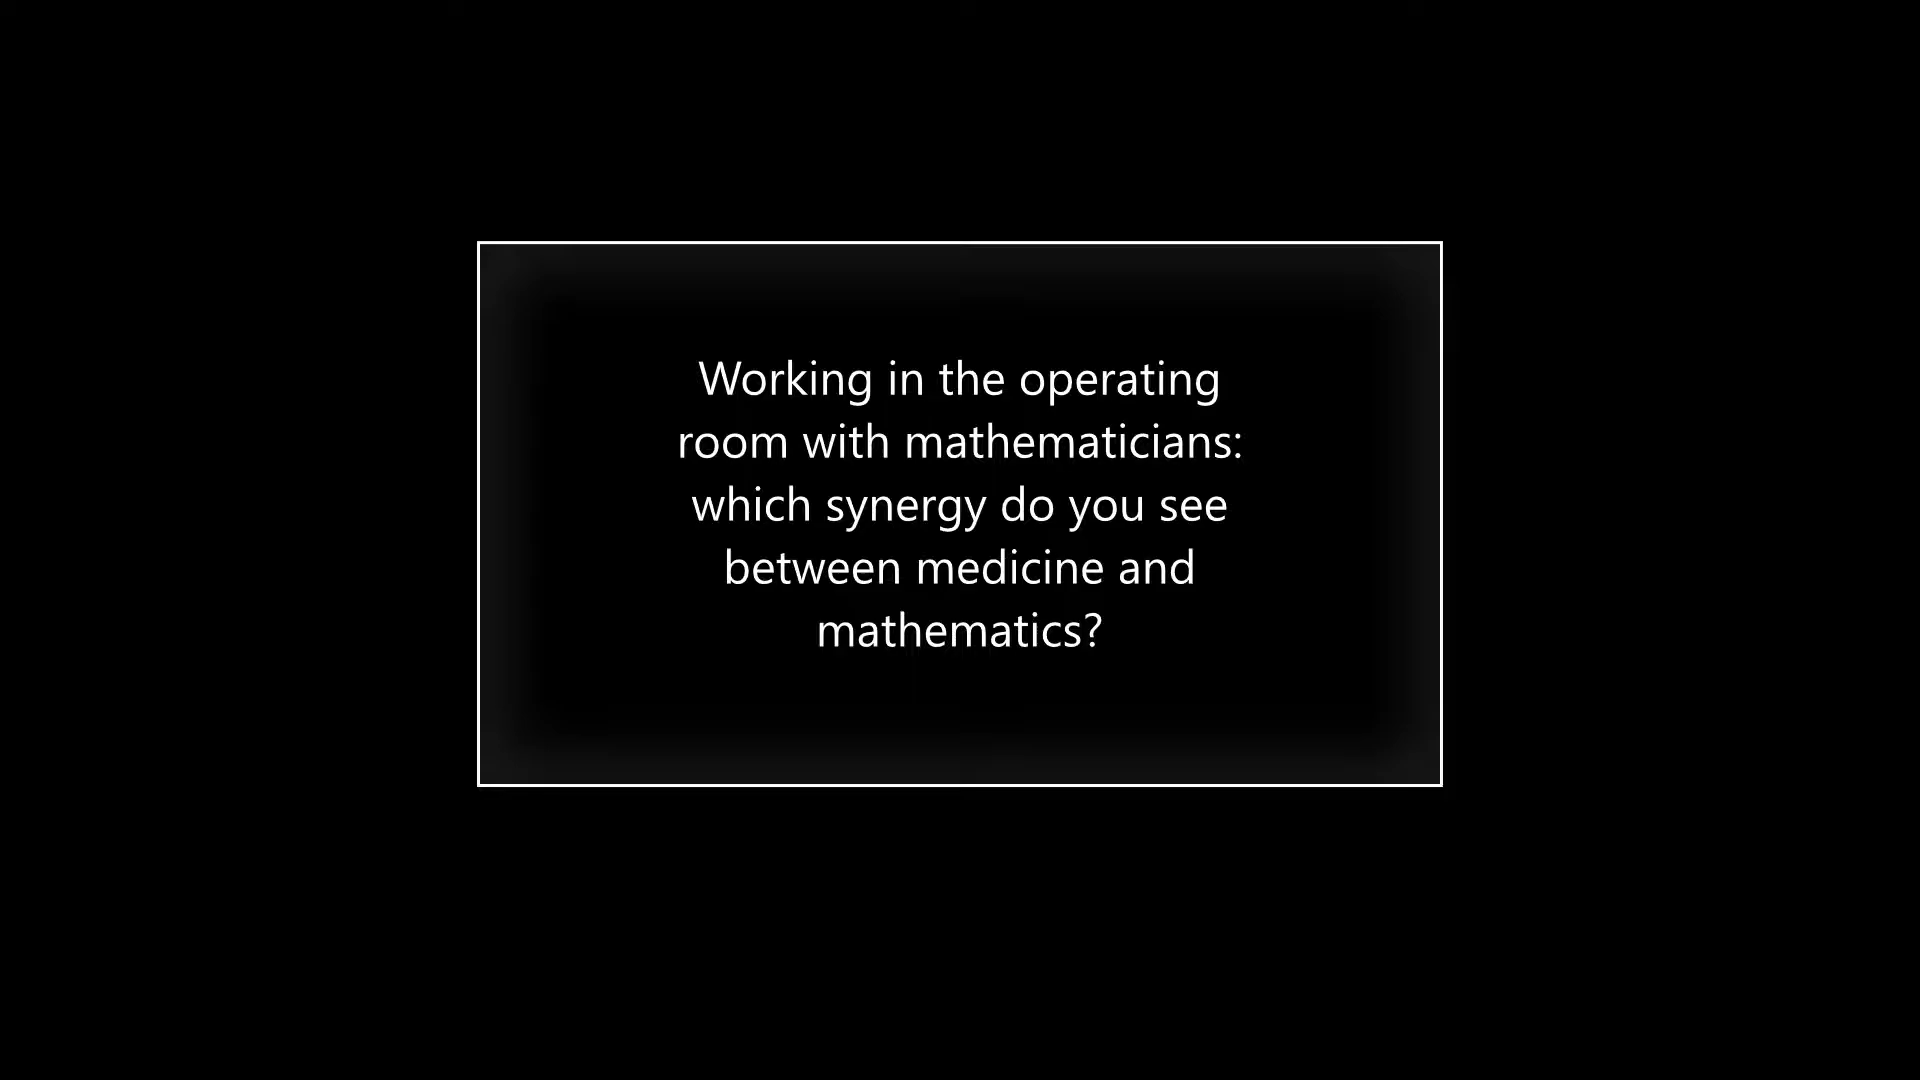 Working in the operating
room with mathematicians:
which synergy do you see
between medicine and
mathematics?